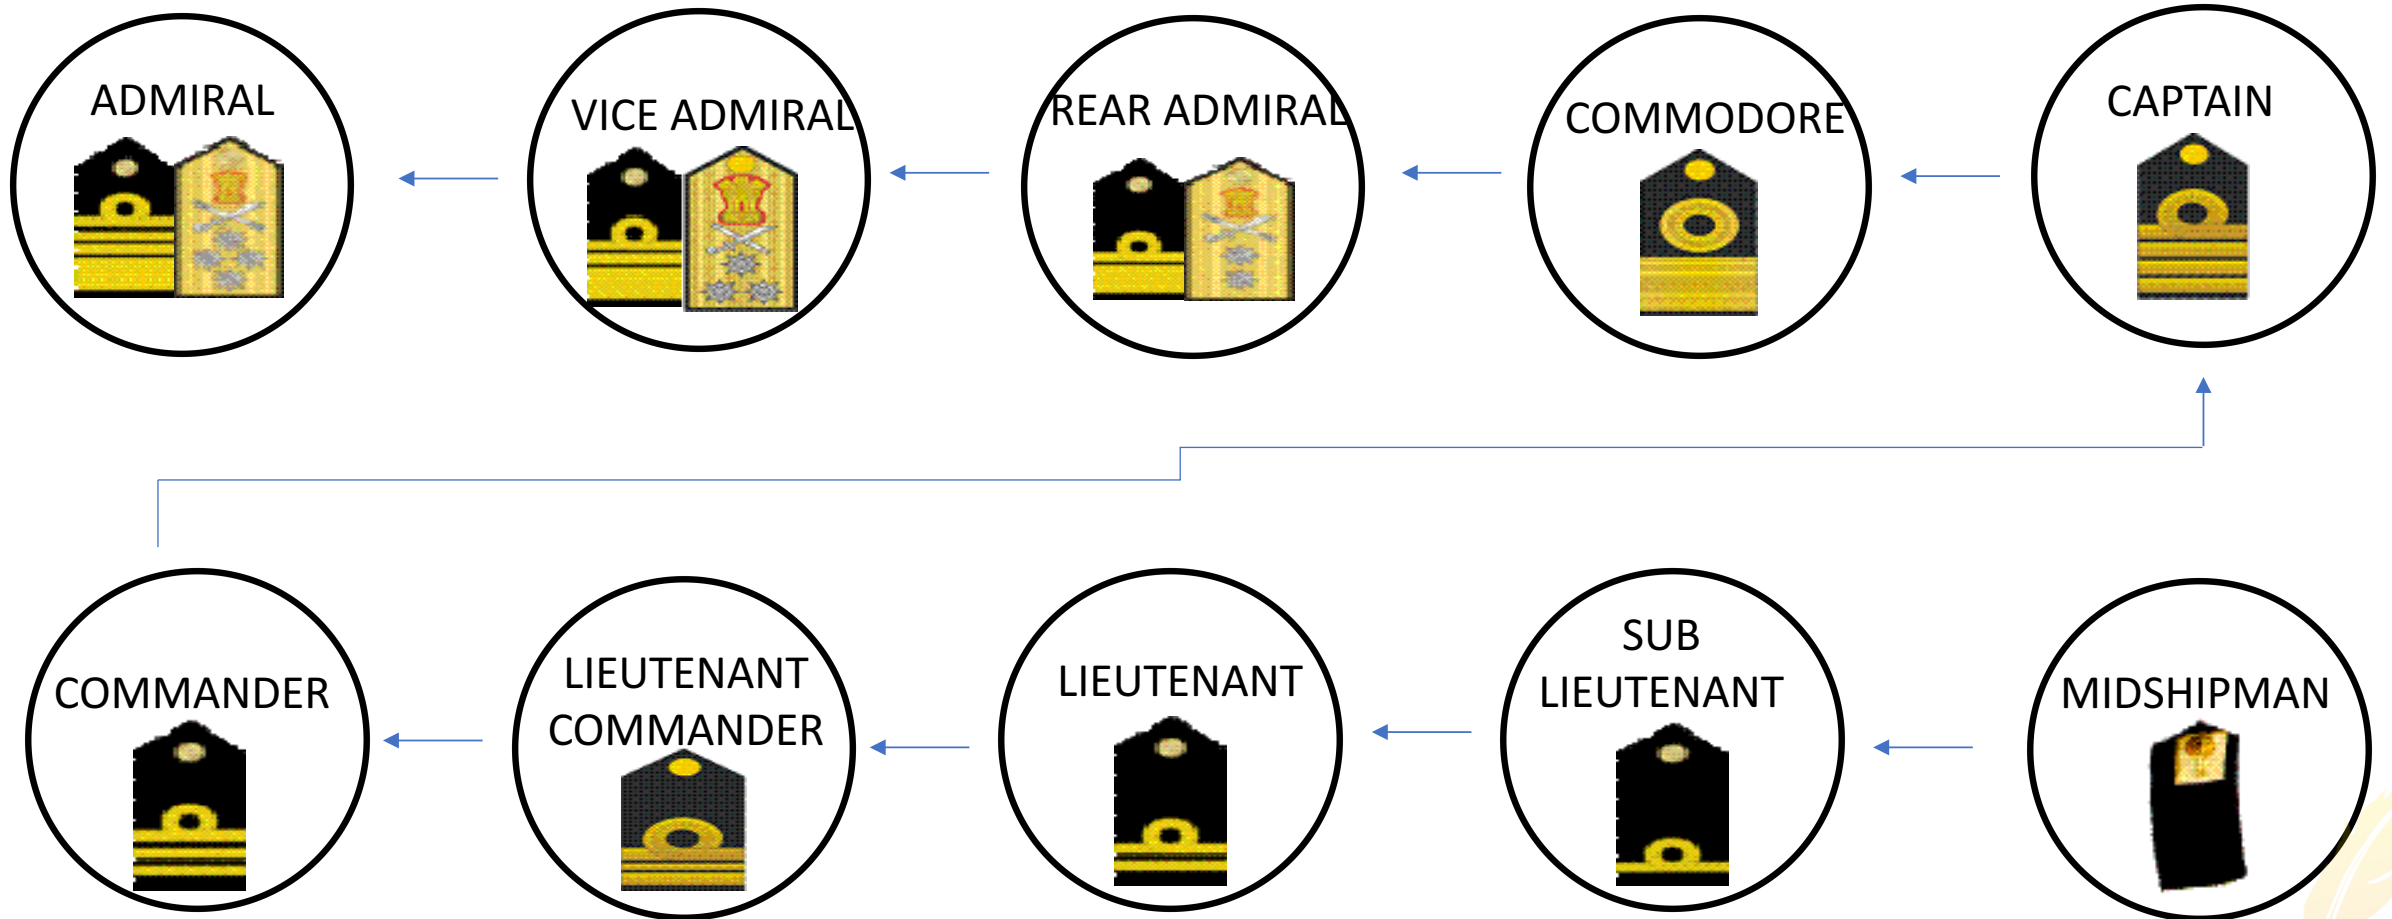 ADMIRAL
VICE ADMIRAL
REAR ADMIRAL
COMMODORE
CAPTAIN
COMMANDER
LIEUTENANT
COMMANDER
LIEUTENANT
SUB
LIEUTENANT
MIDSHIPMAN